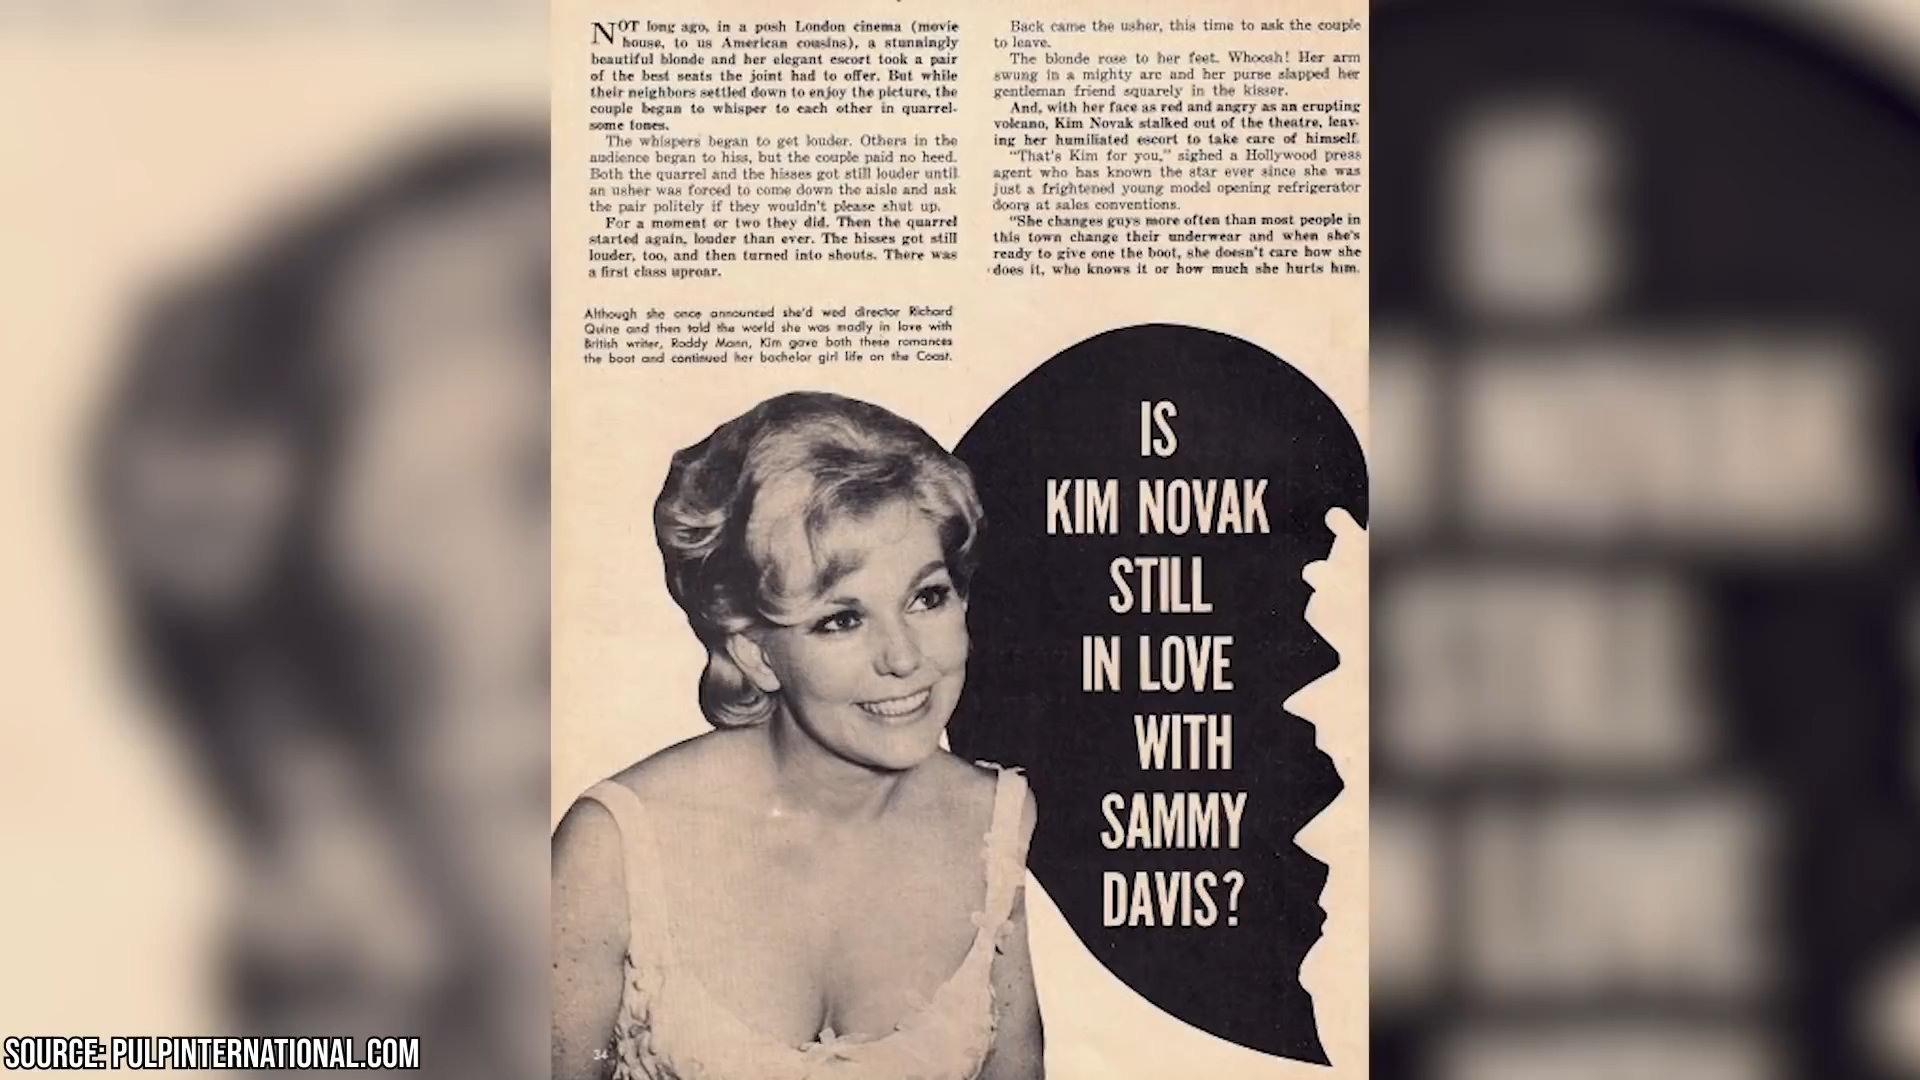 NOT long ago, in a posh London cinema (movie
house, to us American cousins), a stunningly
beautiful blonde and her elegant escort took a pair
of the best seats the joint had to offer. But while
their neighbors settled down to enjoy the picture, the
couple began to whisper to each other in quarrel-
some tones.
The whispers began to get louder. Others in the
audience began to hiss, but the couple paid no heed.
Both the quarrel and the hisses got still louder until
an usher was forced to come down the aisle and ask
the pair politely if they wouldn't please shut up.
For a moment or two they did. Then the quarrel
started again, louder than ever. The hisses got still
louder, too, and then turned into shouts. There was
a first class uproar.
Back came the usher, this time to ask the couple
to leave.
The blonde rose to her feet. Whoosh! Her arm
swung in a mighty arc and her purse slapped her
gentleman friend squarely in the kisser.
And, with her face as red and angry as an erupting
volcano, Kim Novak stalked out of the theatre, leav-
ing her humiliated escort to take care of himself.
"That's Kim for you," sighed a Hollywood press
agent who has known the star ever since she was
just a frightened young model opening refrigerator
doors at sales conventions.
"She changes guys more often than most people in
this town change their underwear and when she's
ready to give one the boot, she doesn't care how she
does it, who knows it or how much she hurts him.
Although she once announced she'd wed director Richard
Quine and then told the world she was madly in love with
British writer, Roddy Mann, Kim gave both these romances
the boot and continued her bachelor girl life on the Coast.
IS
KIM NOVAK
STILL
IN LOVE
WITH
SAMMY
DAVIS?
34
SOURCE: PULPINTERNATIONAL.COM